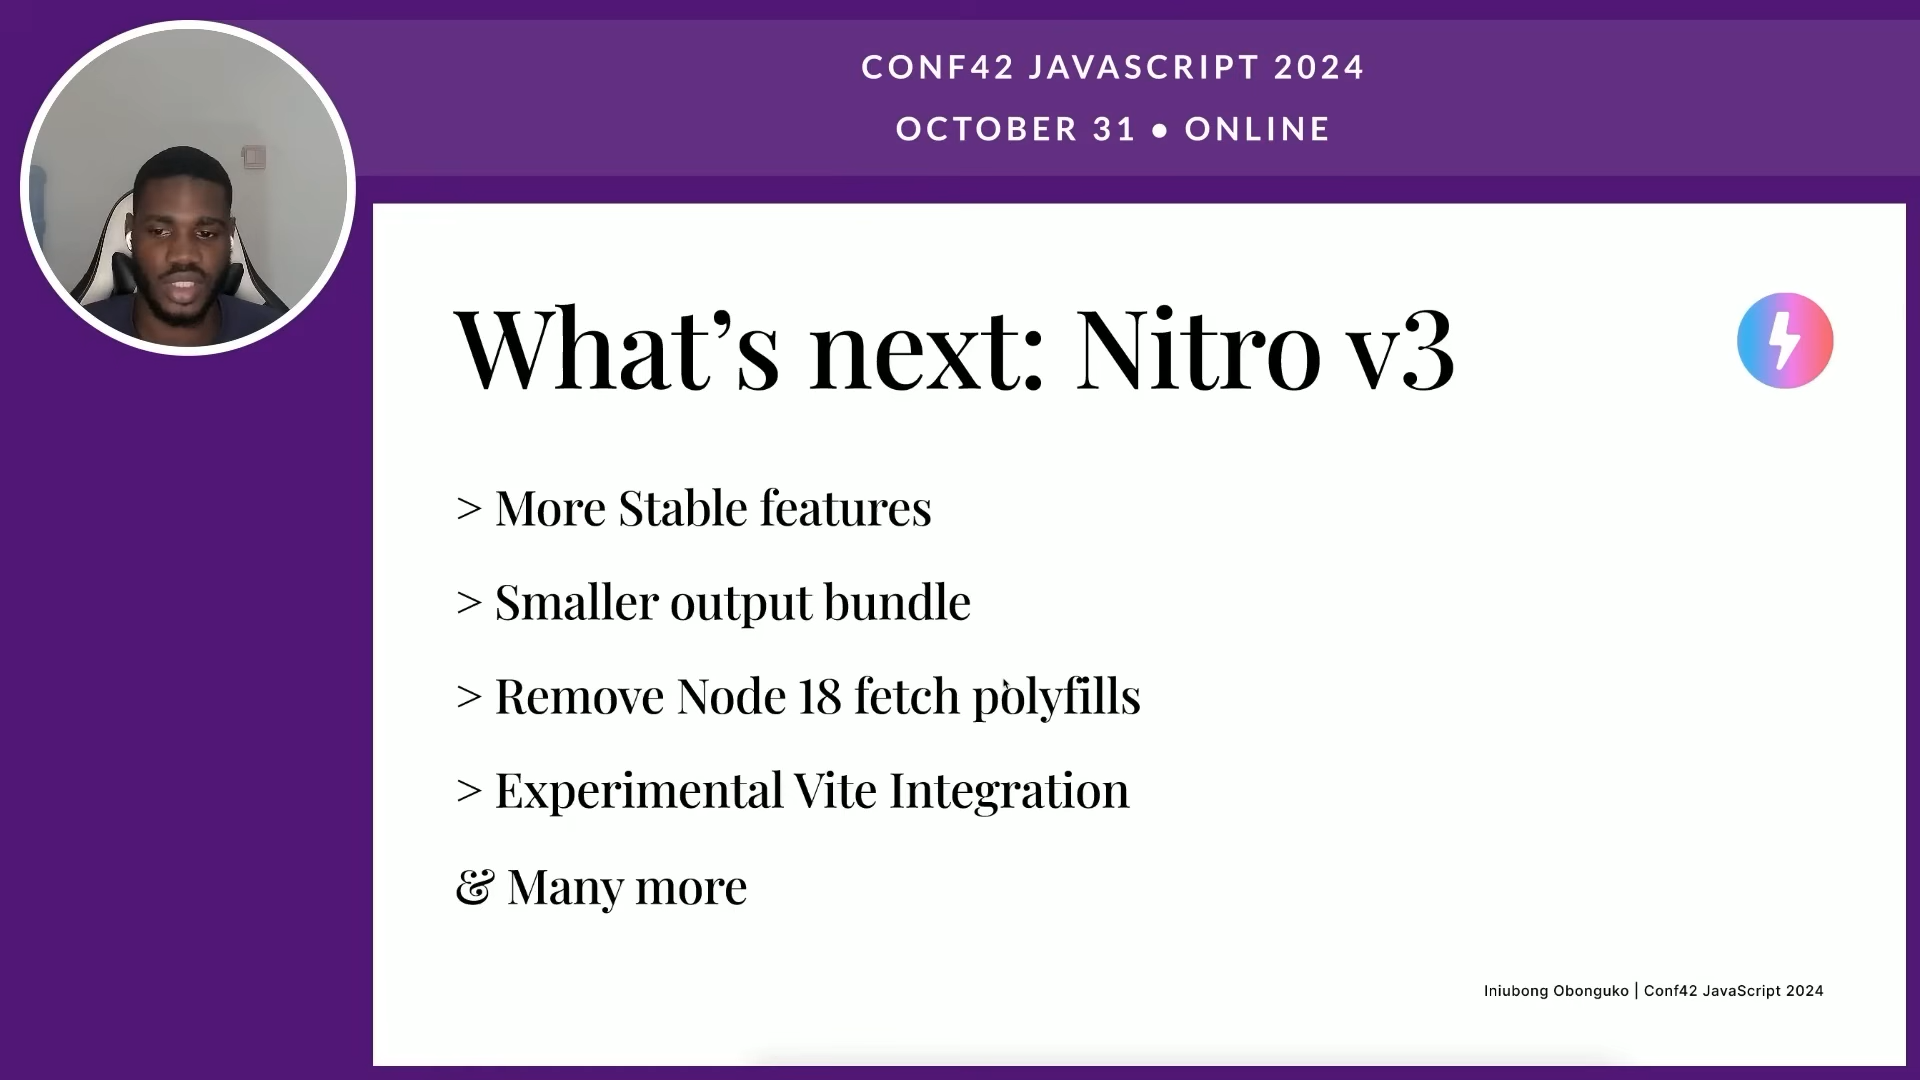 CONF42 JAVASCRIPT 2024
OCTOBER 31 ● ONLINE
What’s next: Nitro v3
> More Stable features
> Smaller output bundle
> Remove Node 18 fetch polyfills
> Experimental Vite Integration
& Many more
Iniubong Obonguko | Conf42 JavaScript 2024